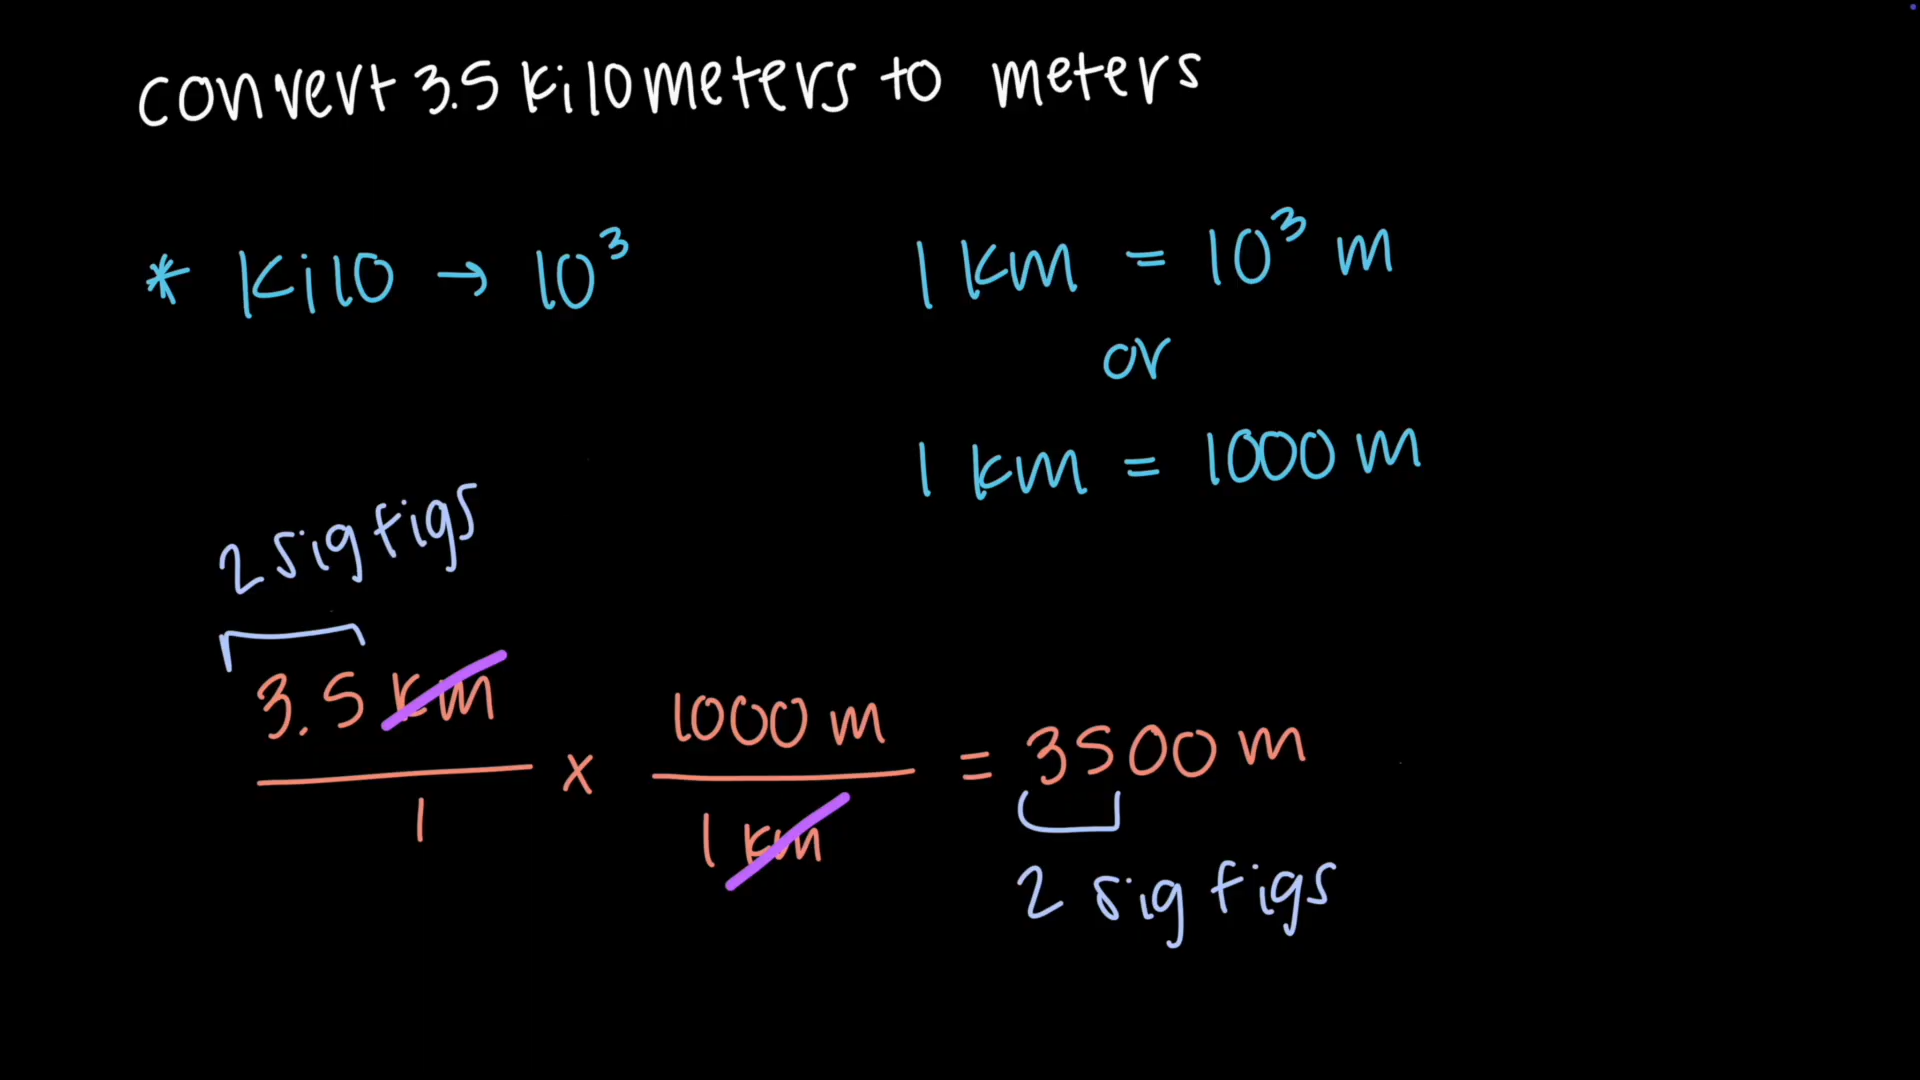 convert 3.5 kilometers to meters
* Kilo → 10³
1 km = 10³ m
or
1 km = 1000 m
2 sig figs
3.5 km / 1 x 1000 m / 1 km = 3500 m
2 sig figs